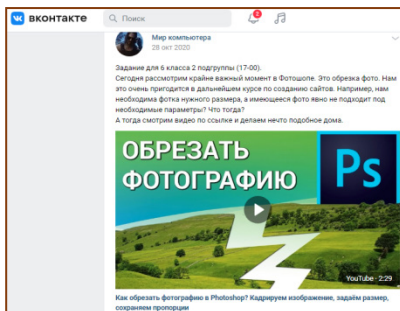 вконтакте
Поиск
Мир компьютера
28 окт 2020
Задание для 6 класса 2 подгруппы (17-00).
Сегодня рассмотрим крайне важный момент в Фотошопе. Это обрезка фото. Нам
это очень пригодится в дальнейшем курсе по созданию сайтов. Например, нам
необходима фотка нужного размера, а имеющееся фото явно не подходит под
необходимые параметры? Что тогда?
А тогда смотрим видео по ссылке и делаем нечто подобное дома.
ОБРЕЗАТЬ
ФОТОГРАФИЮ
Ps
YouTube · 2:29
Как обрезать фотографию в Photoshop? Кадрируем изображение, задаём размер,
сохраняем пропорции